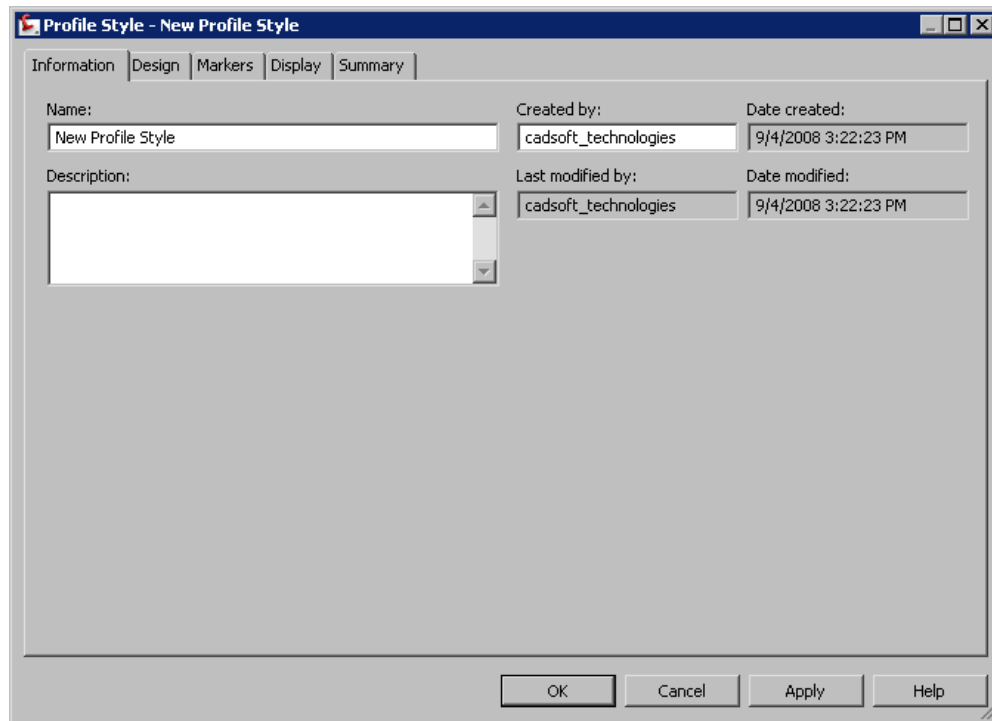 Profile Style - New Profile Style
Information Design Markers Display Summary
Name: Created by: Date created:
New Profile Style cadsoft_technologies 9/4/2008 3:22:23 PM
Description: Last modified by: Date modified:
cadsoft_technologies 9/4/2008 3:22:23 PM
OK Cancel Apply Help